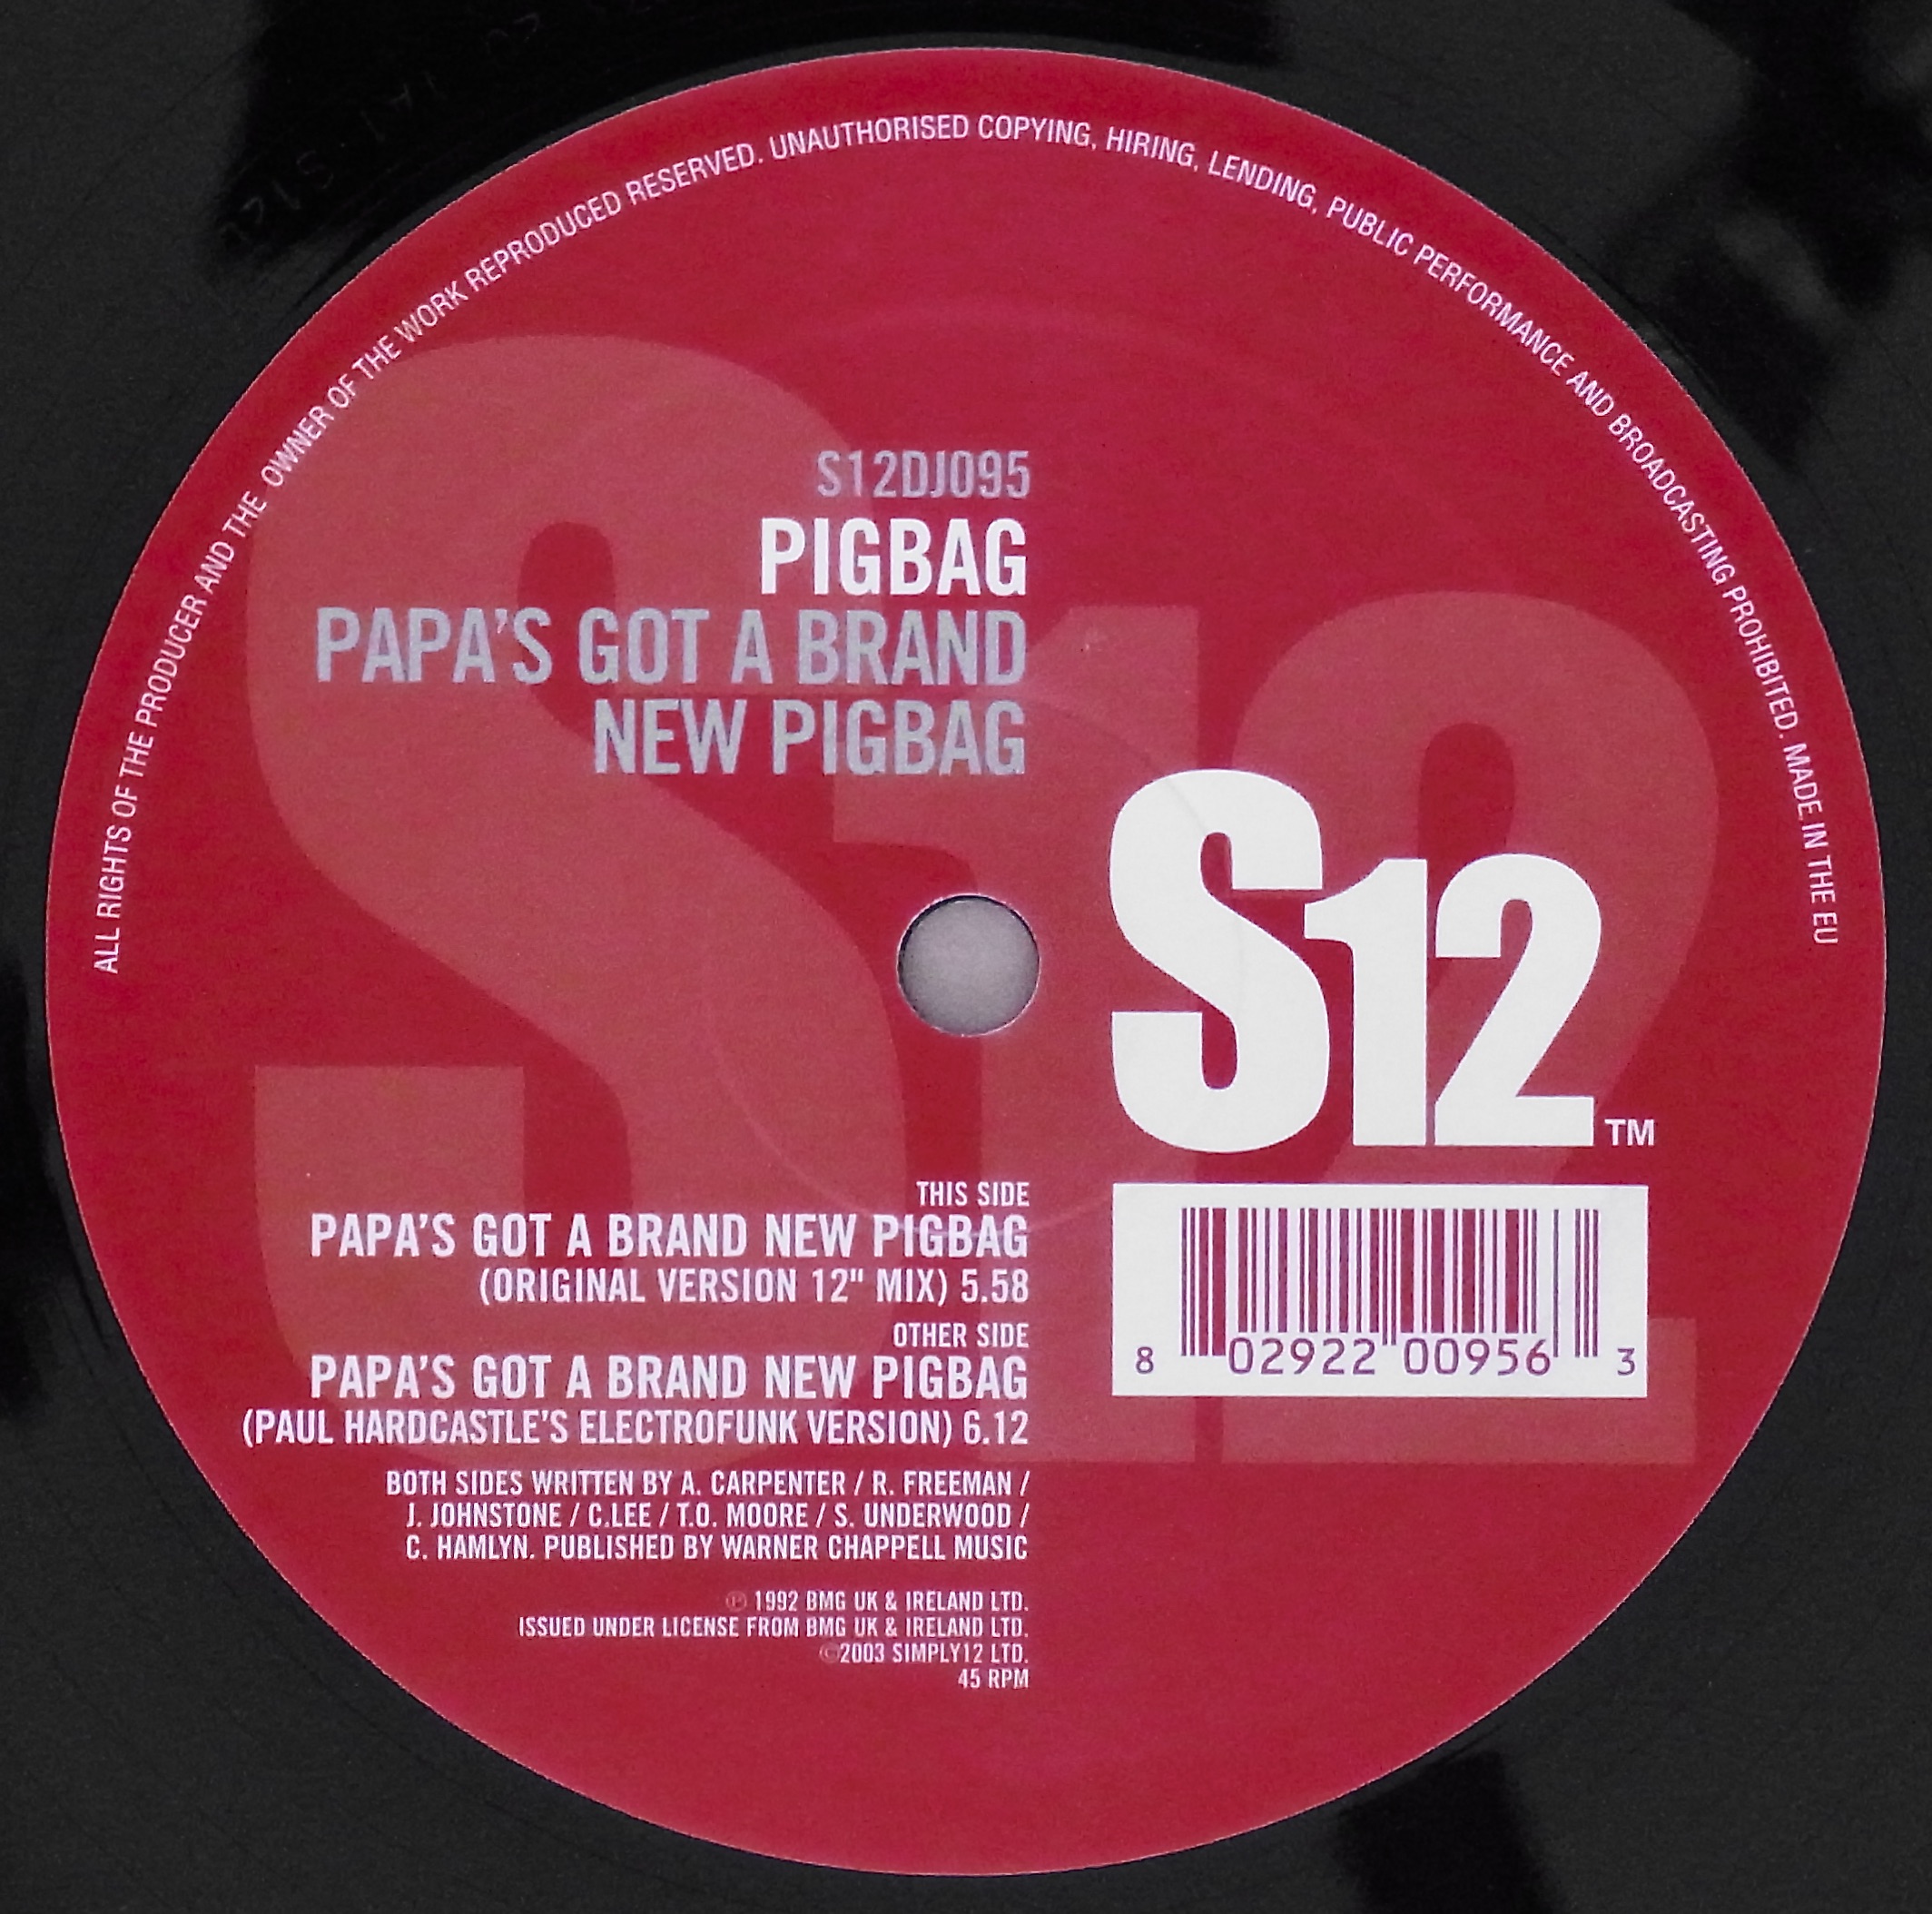 ALL RIGHTS OF THE PRODUCER AND THE OWNER OF THE WORK REPRODUCED RESERVED. UNAUTHORISED COPYING, HIRING, LENDING, PUBLIC PERFORMANCE AND BROADCASTING PROHIBITED. MADE IN THE EU
S12
S12DJ095
PIGBAG
PAPA'S GOT A BRAND
NEW PIGBAG
S12 TM
THIS SIDE
PAPA'S GOT A BRAND NEW PIGBAG
(ORIGINAL VERSION 12" MIX) 5.58
OTHER SIDE
PAPA'S GOT A BRAND NEW PIGBAG
(PAUL HARDCASTLE'S ELECTROFUNK VERSION) 6.12
8 02922 00956 3
BOTH SIDES WRITTEN BY A. CARPENTER / R. FREEMAN /
J. JOHNSTONE / C.LEE / T.O. MOORE / S. UNDERWOOD /
C. HAMLYN. PUBLISHED BY WARNER CHAPPELL MUSIC
℗ 1992 BMG UK & IRELAND LTD.
ISSUED UNDER LICENSE FROM BMG UK & IRELAND LTD.
©2003 SIMPLY12 LTD.
45 RPM